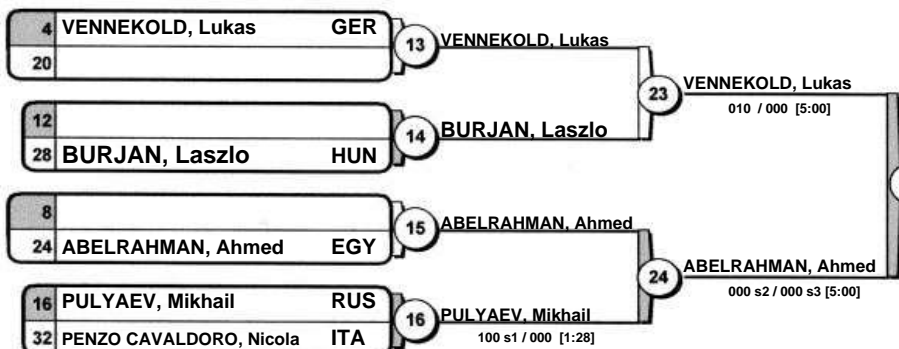 4 VENNEKOLD, Lukas GER
20
13
VENNEKOLD, Lukas
12
28 BURJAN, Laszlo HUN
14
BURJAN, Laszlo
23
VENNEKOLD, Lukas
010 / 000 [5:00]
8
24 ABELRAHMAN, Ahmed EGY
15
ABELRAHMAN, Ahmed
16 PULYAEV, Mikhail RUS
32 PENZO CAVALDORO, Nicola ITA
16
PULYAEV, Mikhail
100 s1 / 000 [1:28]
24
ABELRAHMAN, Ahmed
000 s2 / 000 s3 [5:00]